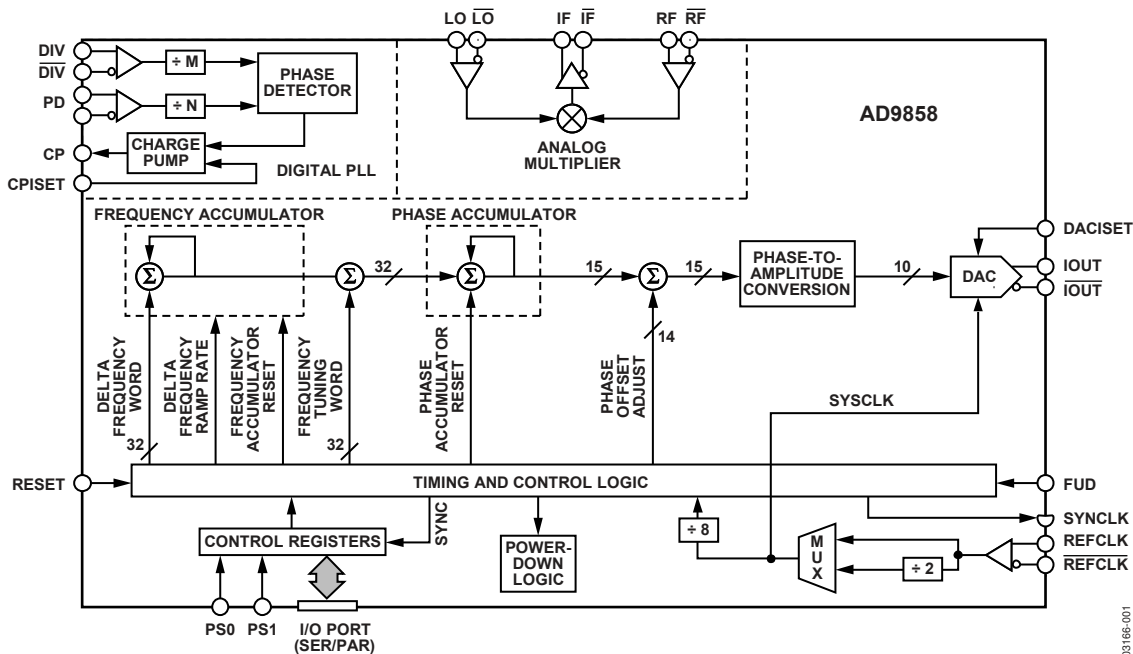 LO LO IF IF RF RF
DIV
DIV
÷ M
PHASE
DETECTOR
PD
÷ N
AD9858
CP
CHARGE
PUMP
ANALOG
MULTIPLIER
DIGITAL PLL
CPISET
FREQUENCY ACCUMULATOR
PHASE ACCUMULATOR
DACISET
Σ
Σ
32
Σ
15
Σ
15
PHASE-TO-
AMPLITUDE
CONVERSION
10
DAC
IOUT
IOUT
14
DELTA
FREQUENCY
WORD
32
DELTA
FREQUENCY
RAMP RATE
FREQUENCY
ACCUMULATOR
RESET
FREQUENCY
TUNING
WORD
32
PHASE
ACCUMULATOR
RESET
PHASE
OFFSET
ADJUST
SYSCLK
RESET
TIMING AND CONTROL LOGIC
FUD
SYNC
÷ 8
SYNCLK
CONTROL REGISTERS
POWER-
DOWN
LOGIC
MUX
÷ 2
REFCLK
REFCLK
PS0 PS1 I/O PORT
(SER/PAR)
03166-001